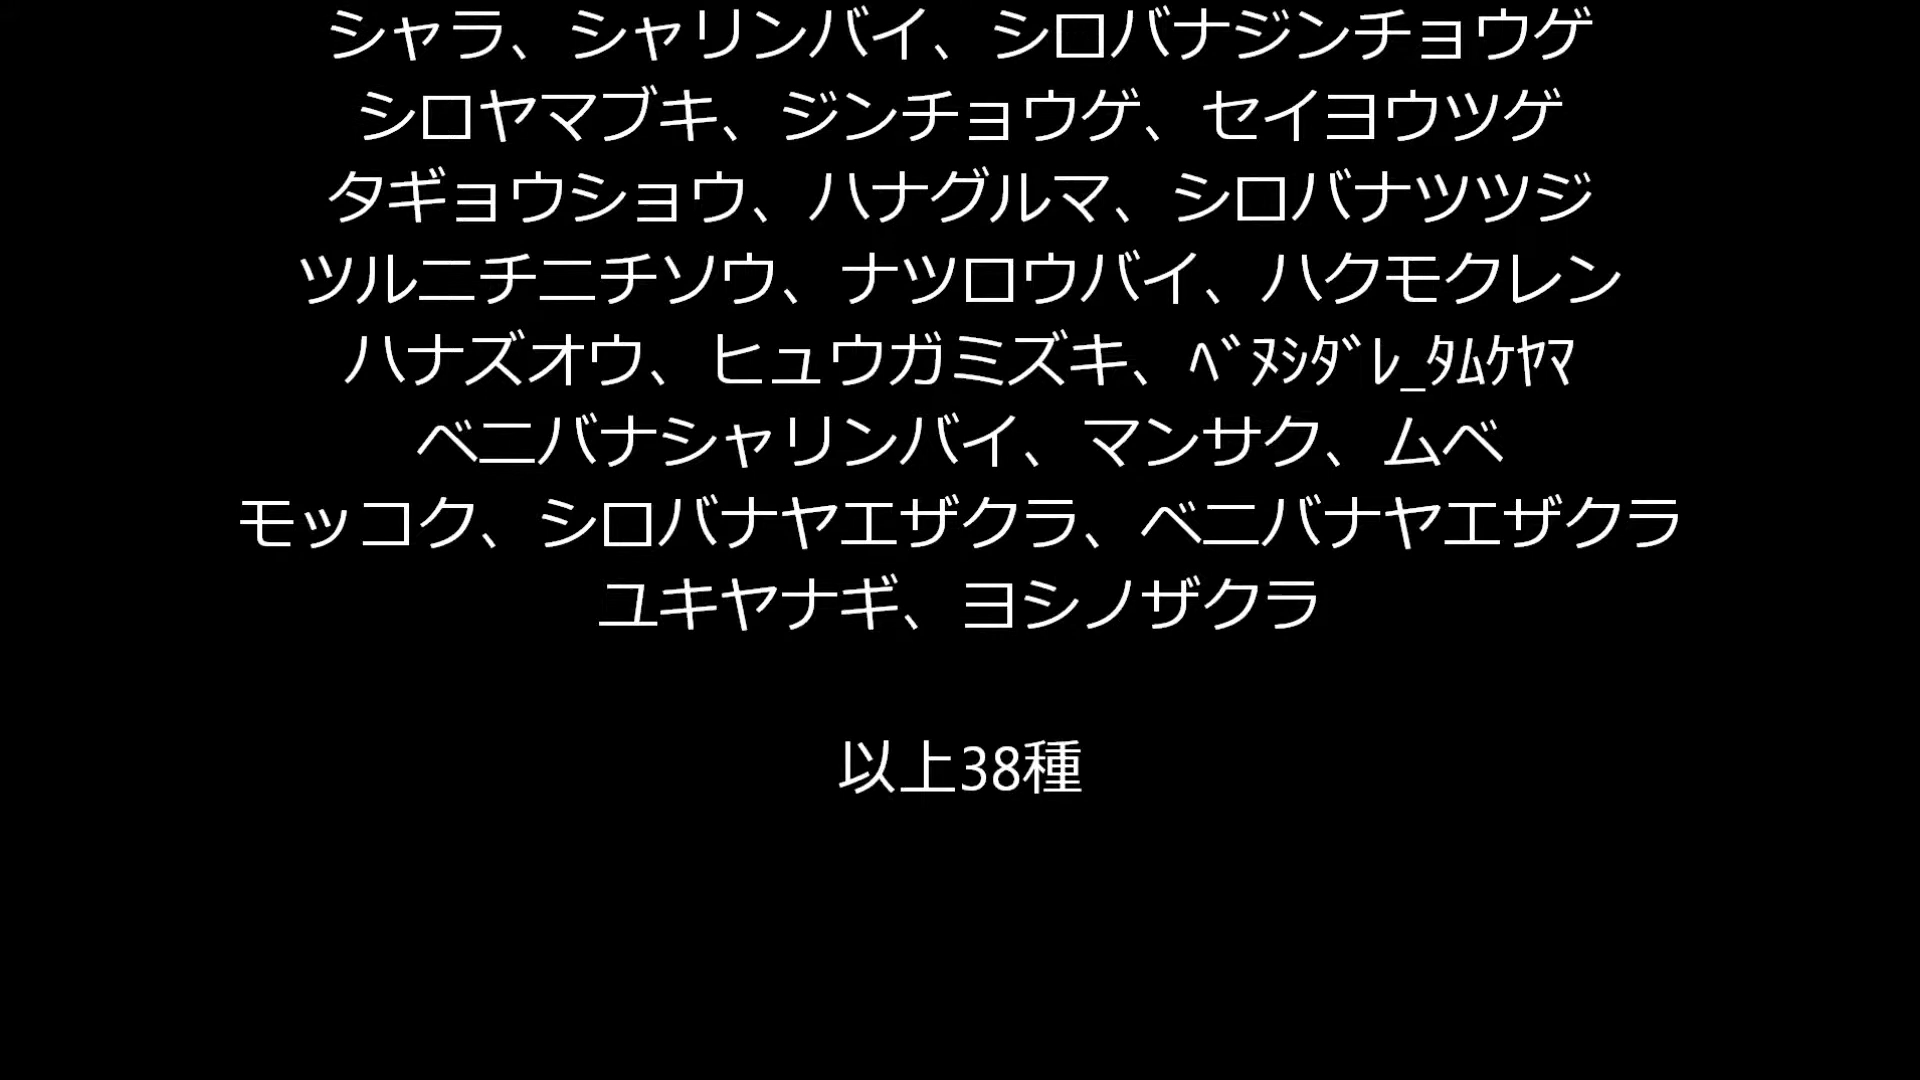 シャラ、シャリンバイ、シロバナジンチョウゲ
シロヤマブキ、ジンチョウゲ、セイヨウツゲ
タギョウショウ、ハナグルマ、シロバナツツジ
ツルニチニチソウ、ナツロウバイ、ハクモクレン
ハナズオウ、ヒュウガミズキ、ﾍﾞﾇｼﾀﾞﾚ_ﾀﾑｹﾔﾏ
ベニバナシャリンバイ、マンサク、ムベ
モッコク、シロバナヤエザクラ、ベニバナヤエザクラ
ユキヤナギ、ヨシノザクラ
以上38種